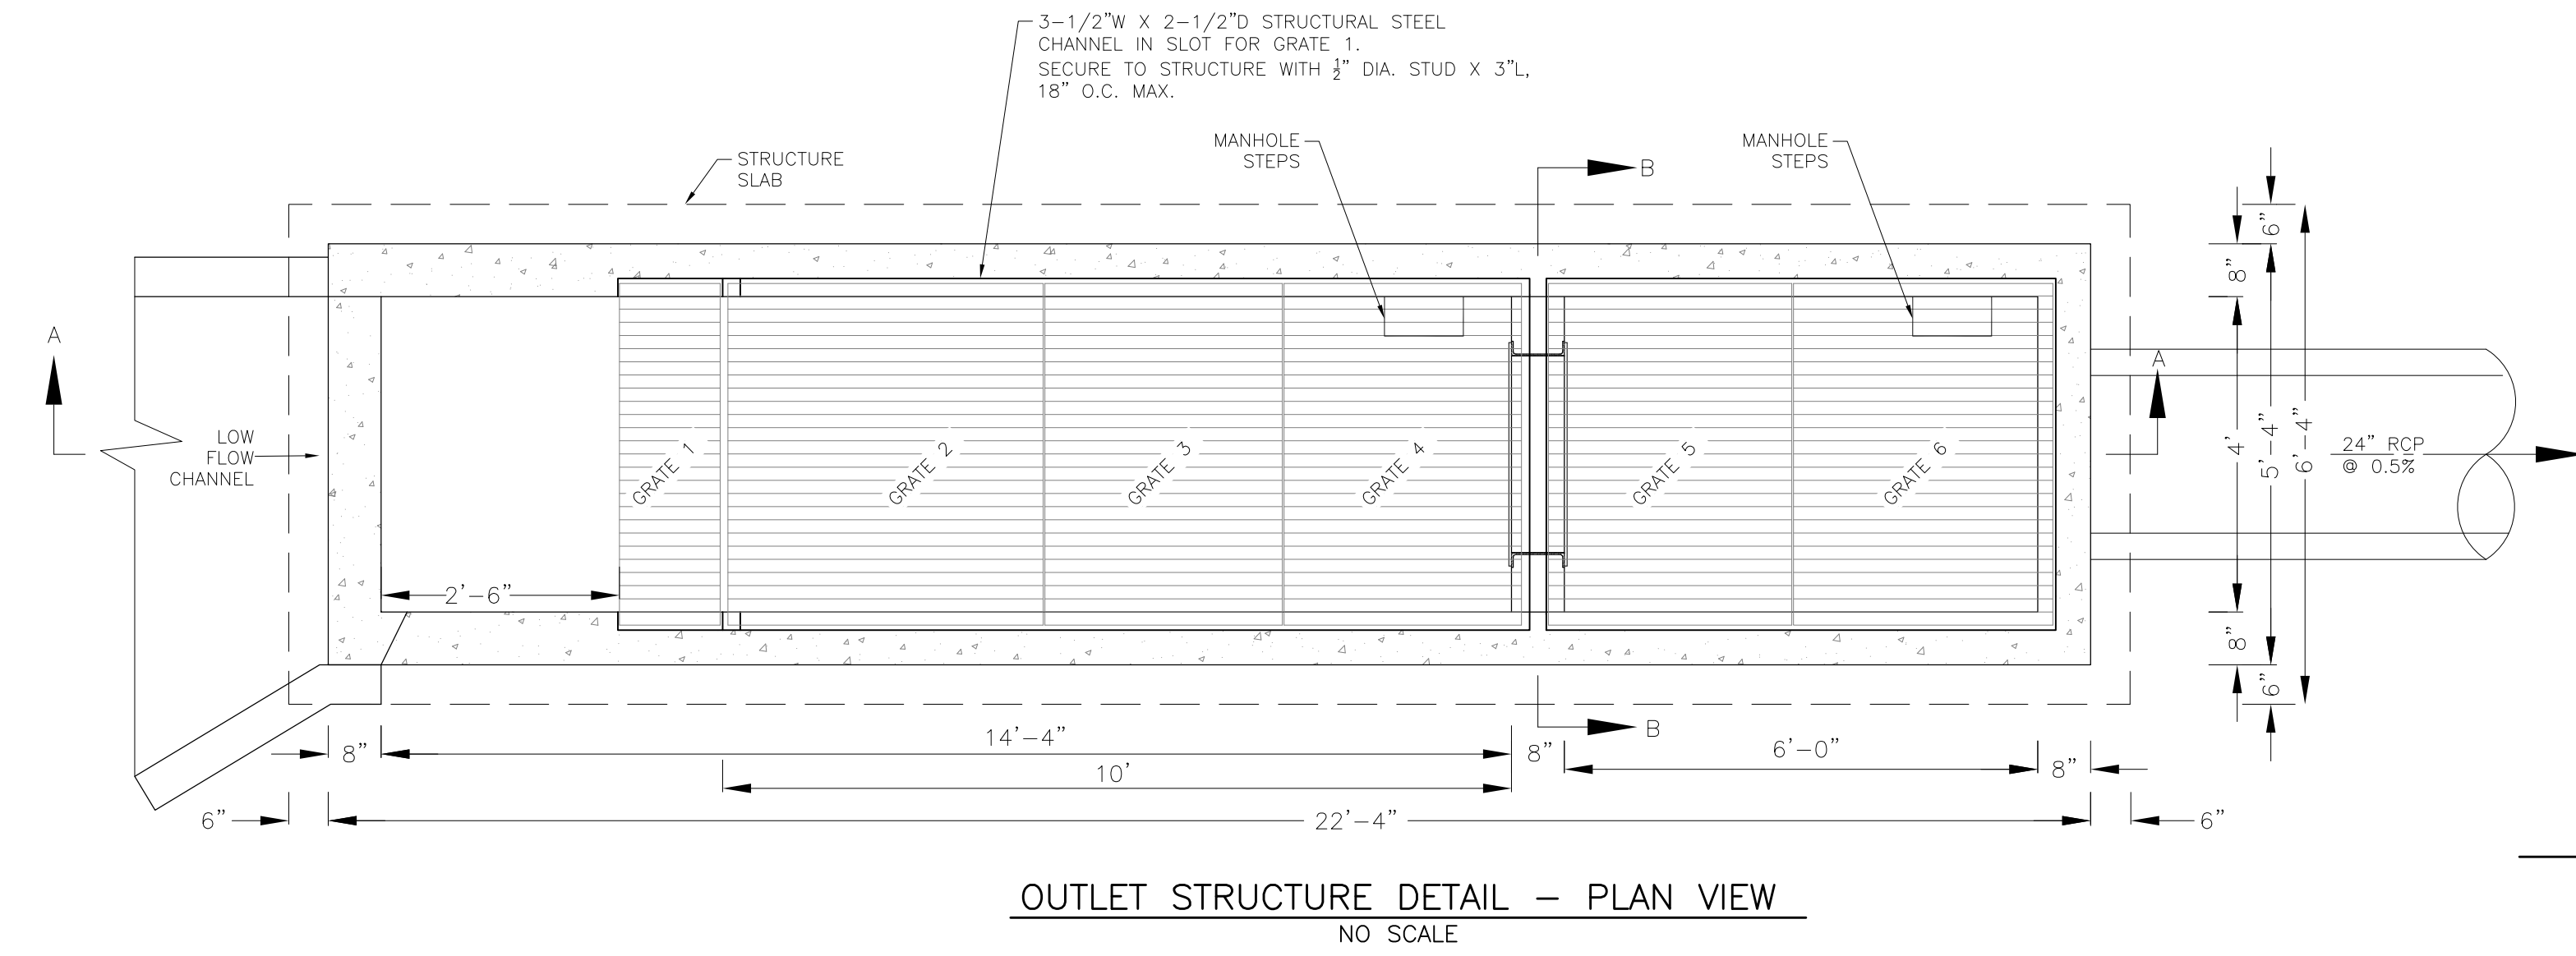 3-1/2"W X 2-1/2"D STRUCTURAL STEEL
CHANNEL IN SLOT FOR GRATE 1.
SECURE TO STRUCTURE WITH ½" DIA. STUD X 3"L,
18" O.C. MAX.
MANHOLE
STEPS
MANHOLE
STEPS
STRUCTURE
SLAB
B
6"
8"
A
A
LOW
FLOW
CHANNEL
GRATE 1
GRATE 2
GRATE 3
GRATE 4
GRATE 5
GRATE 6
4'
5'-4"
6'-4"
24" RCP
@ 0.5%
2'-6"
8"
6"
B
8"
14'-4"
8"
6'-0"
8"
10'
6"
22'-4"
6"
OUTLET STRUCTURE DETAIL - PLAN VIEW
NO SCALE